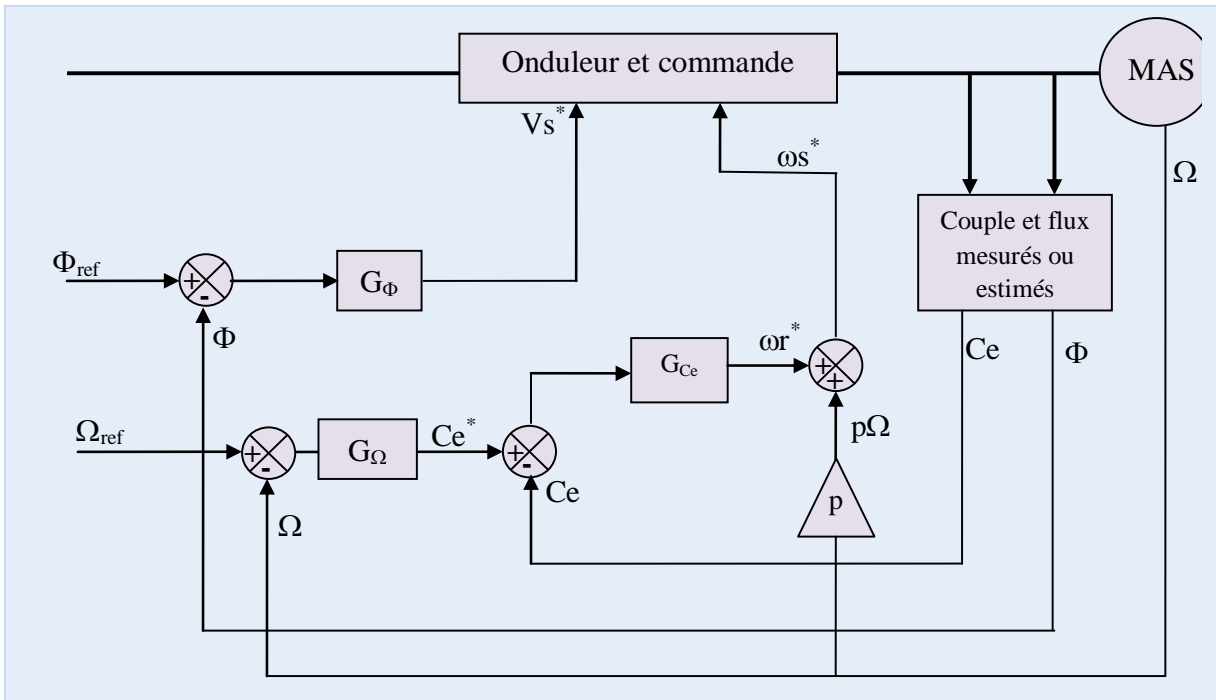 Onduleur et commande
MAS
Vs*
ωs*
Ω
Couple et flux
mesurés ou
estimés
Φref
+
-
GΦ
Φ
Ce
Φ
GCe
ωr*
+
+
Ωref
+
-
GΩ
Ce*
+
-
pΩ
Ce
p
Ω